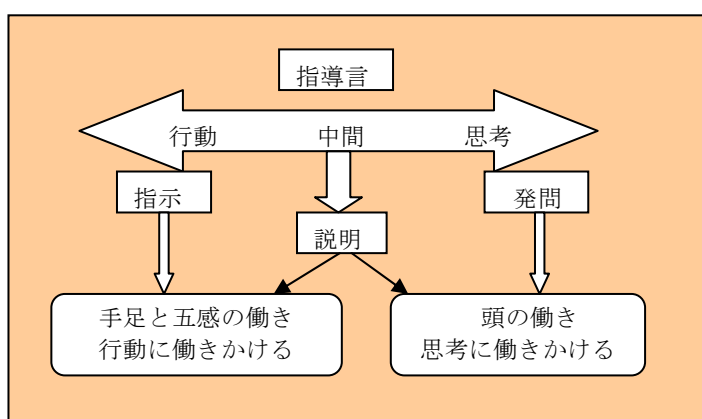 指導言
行動 中間 思考
指示
発問
説明
手足と五感の働き
行動に働きかける
頭の働き
思考に働きかける